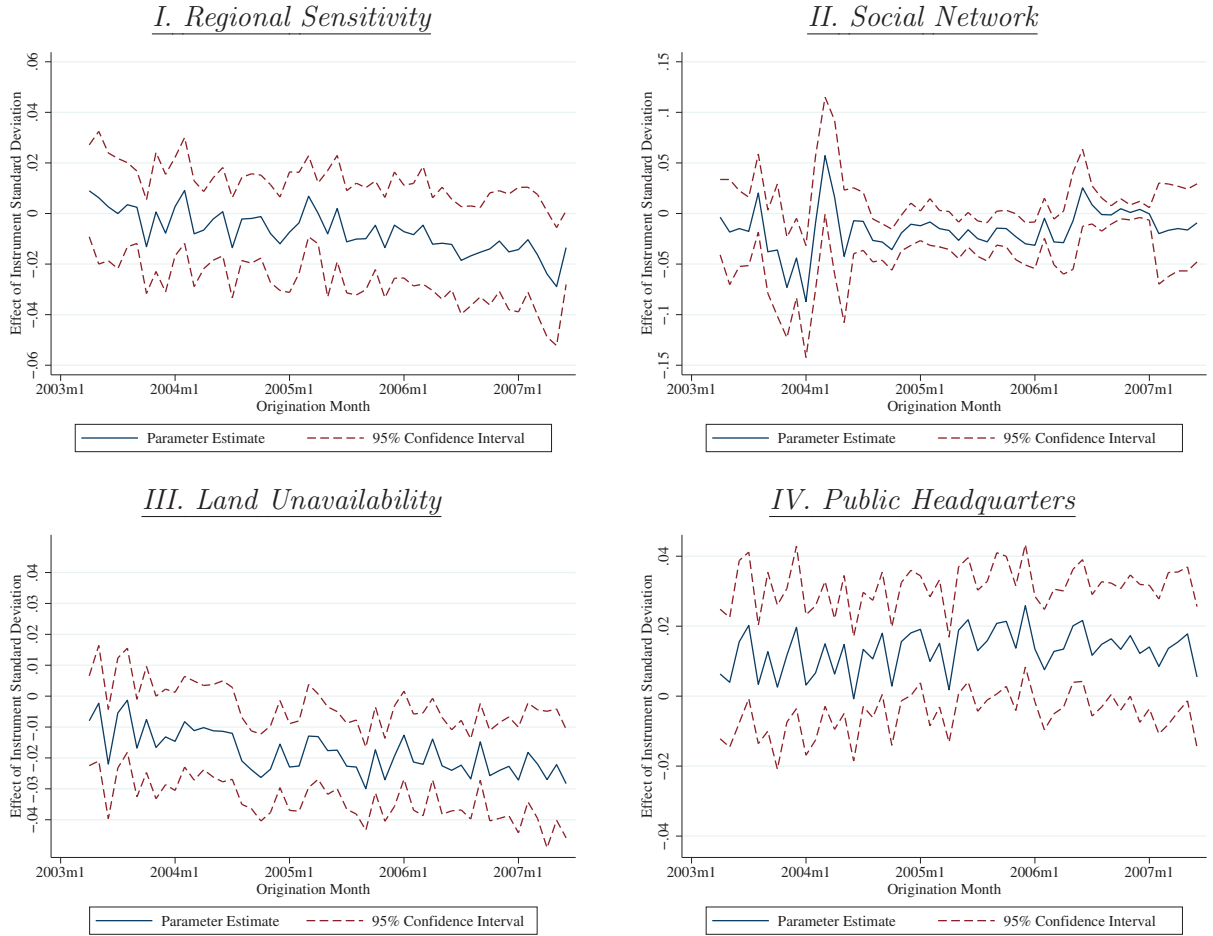 I. Regional Sensitivity
Effect of Instrument Standard Deviation
.06
.04
.02
0
-.02
-.04
-.06
2003m1 2004m1 2005m1 2006m1 2007m1
Origination Month
Parameter Estimate 95% Confidence Interval
II. Social Network
Effect of Instrument Standard Deviation
.15
.1
.05
0
-.05
-.1
-.15
2003m1 2004m1 2005m1 2006m1 2007m1
Origination Month
Parameter Estimate 95% Confidence Interval
III. Land Unavailability
Effect of Instrument Standard Deviation
.04
.03
.02
.01
0
-.01
-.02
-.03
-.04
2003m1 2004m1 2005m1 2006m1 2007m1
Origination Month
Parameter Estimate 95% Confidence Interval
IV. Public Headquarters
Effect of Instrument Standard Deviation
.04
.02
0
-.02
-.04
2003m1 2004m1 2005m1 2006m1 2007m1
Origination Month
Parameter Estimate 95% Confidence Interval